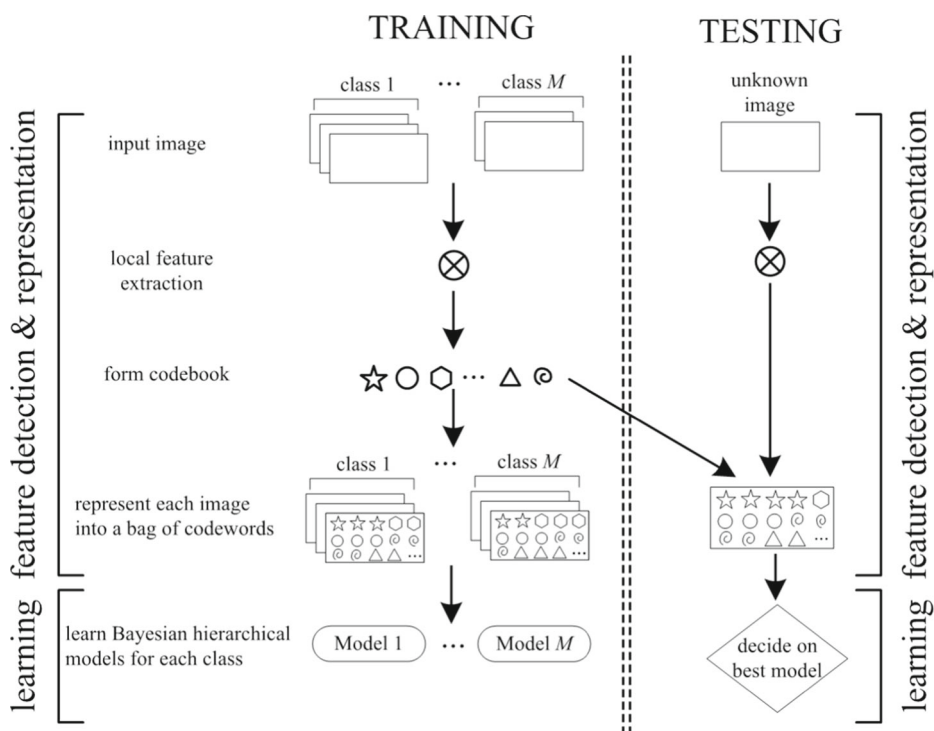 TRAINING
TESTING
class 1
...
class M
unknown
image
input image
local feature
extraction
form codebook
...
class 1
...
class M
represent each image
into a bag of codewords
...
...
...
learn Bayesian hierarchical
models for each class
Model 1
...
Model M
decide on
best model
feature detection & representation
learning
feature detection & representation
learning